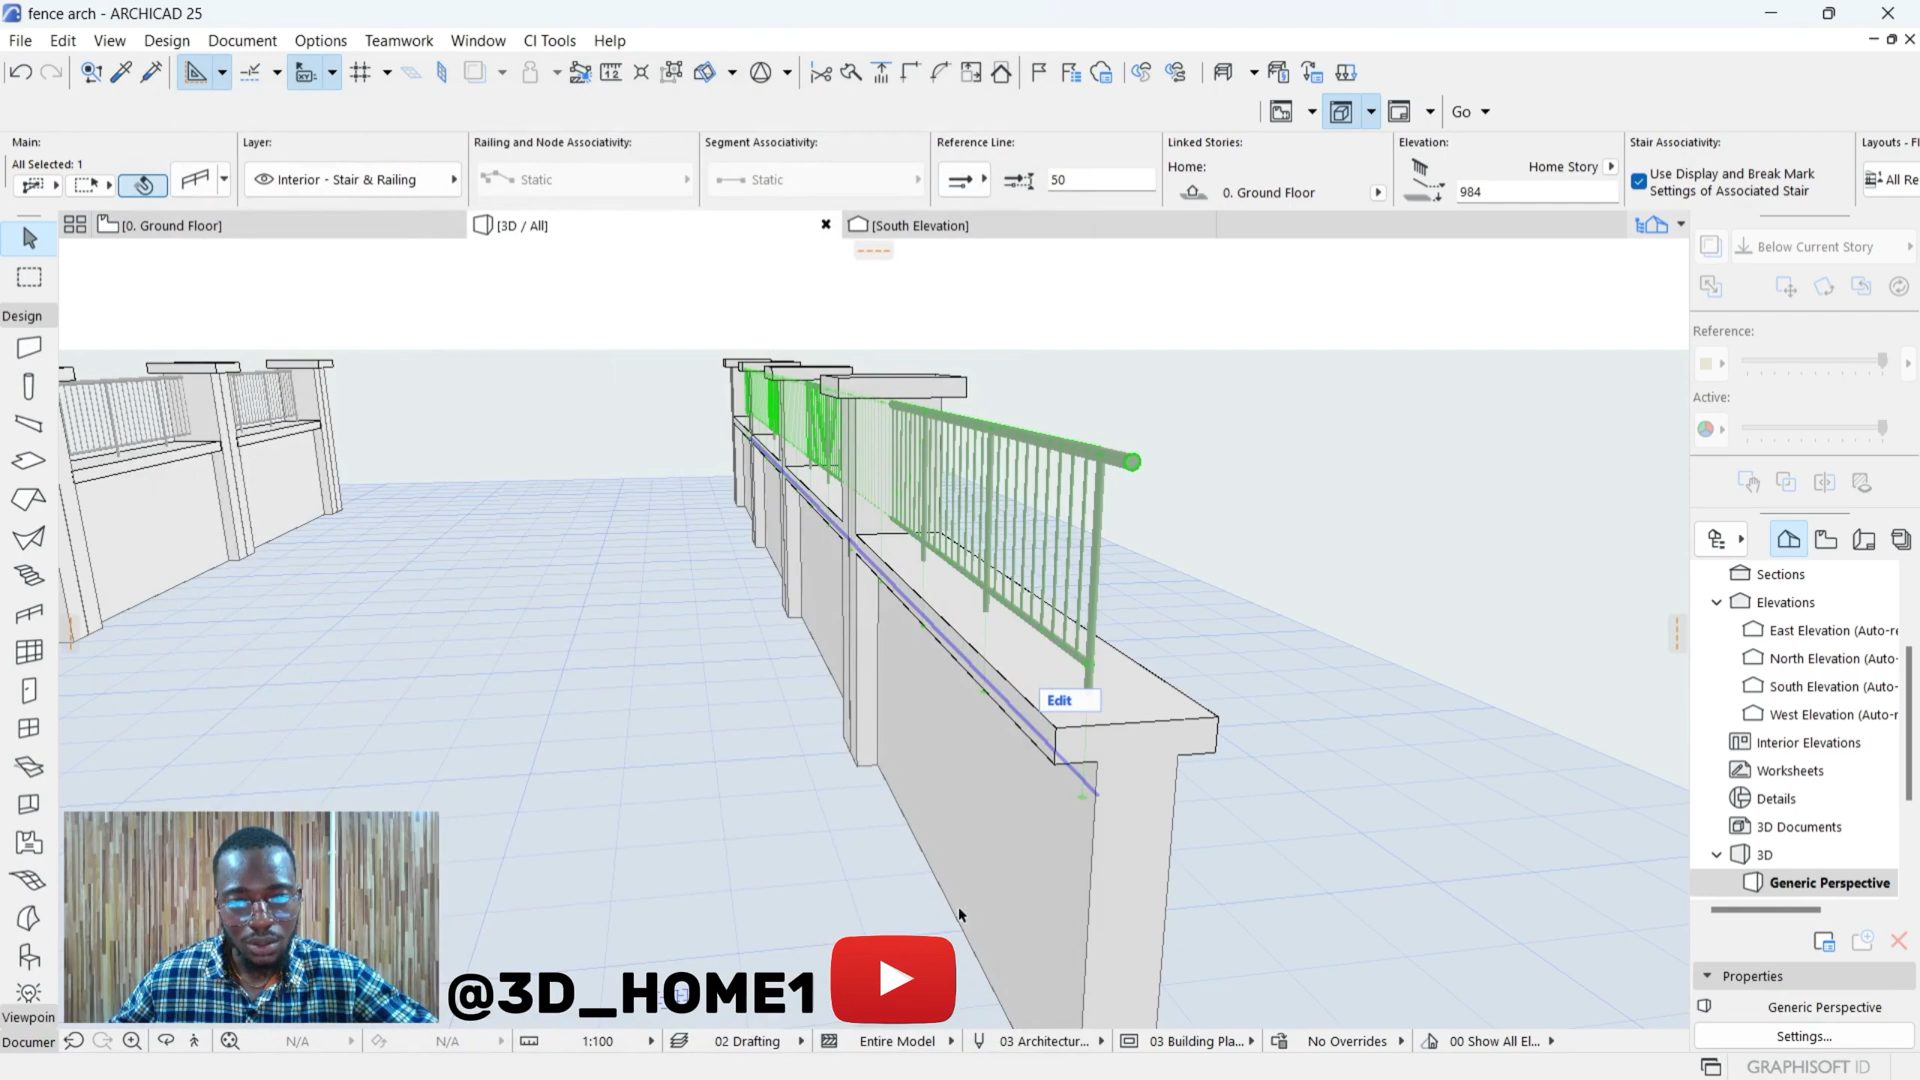 fence arch - ARCHICAD 25
File Edit View Design Document Options Teamwork Window CI Tools Help
Go
Main: Layer: Railing and Node Associativity: Segment Associativity: Reference Line: Linked Stories: Elevation: Stair Associativity: Layouts - Fl
All Selected: 1
Home: Home Story Use Display and Break Mark
Interior - Stair & Railing Static Static 50 0. Ground Floor 984 Settings of Associated Stair All Re
[0. Ground Floor] [3D / All] [South Elevation]
Below Current Story
Design
Reference:
Active:
Sections
Elevations
East Elevation (Auto-re
North Elevation (Auto-
South Elevation (Auto-
West Elevation (Auto-r
Interior Elevations
Worksheets
Details
3D Documents
3D
Generic Perspective
Edit
Properties
Generic Perspective
Settings...
@3D_HOME1
Viewpoin
Documer
N/A N/A 1:100 02 Drafting Entire Model 03 Architectur... 03 Building Pla... No Overrides 00 Show All El...
GRAPHISOFT ID